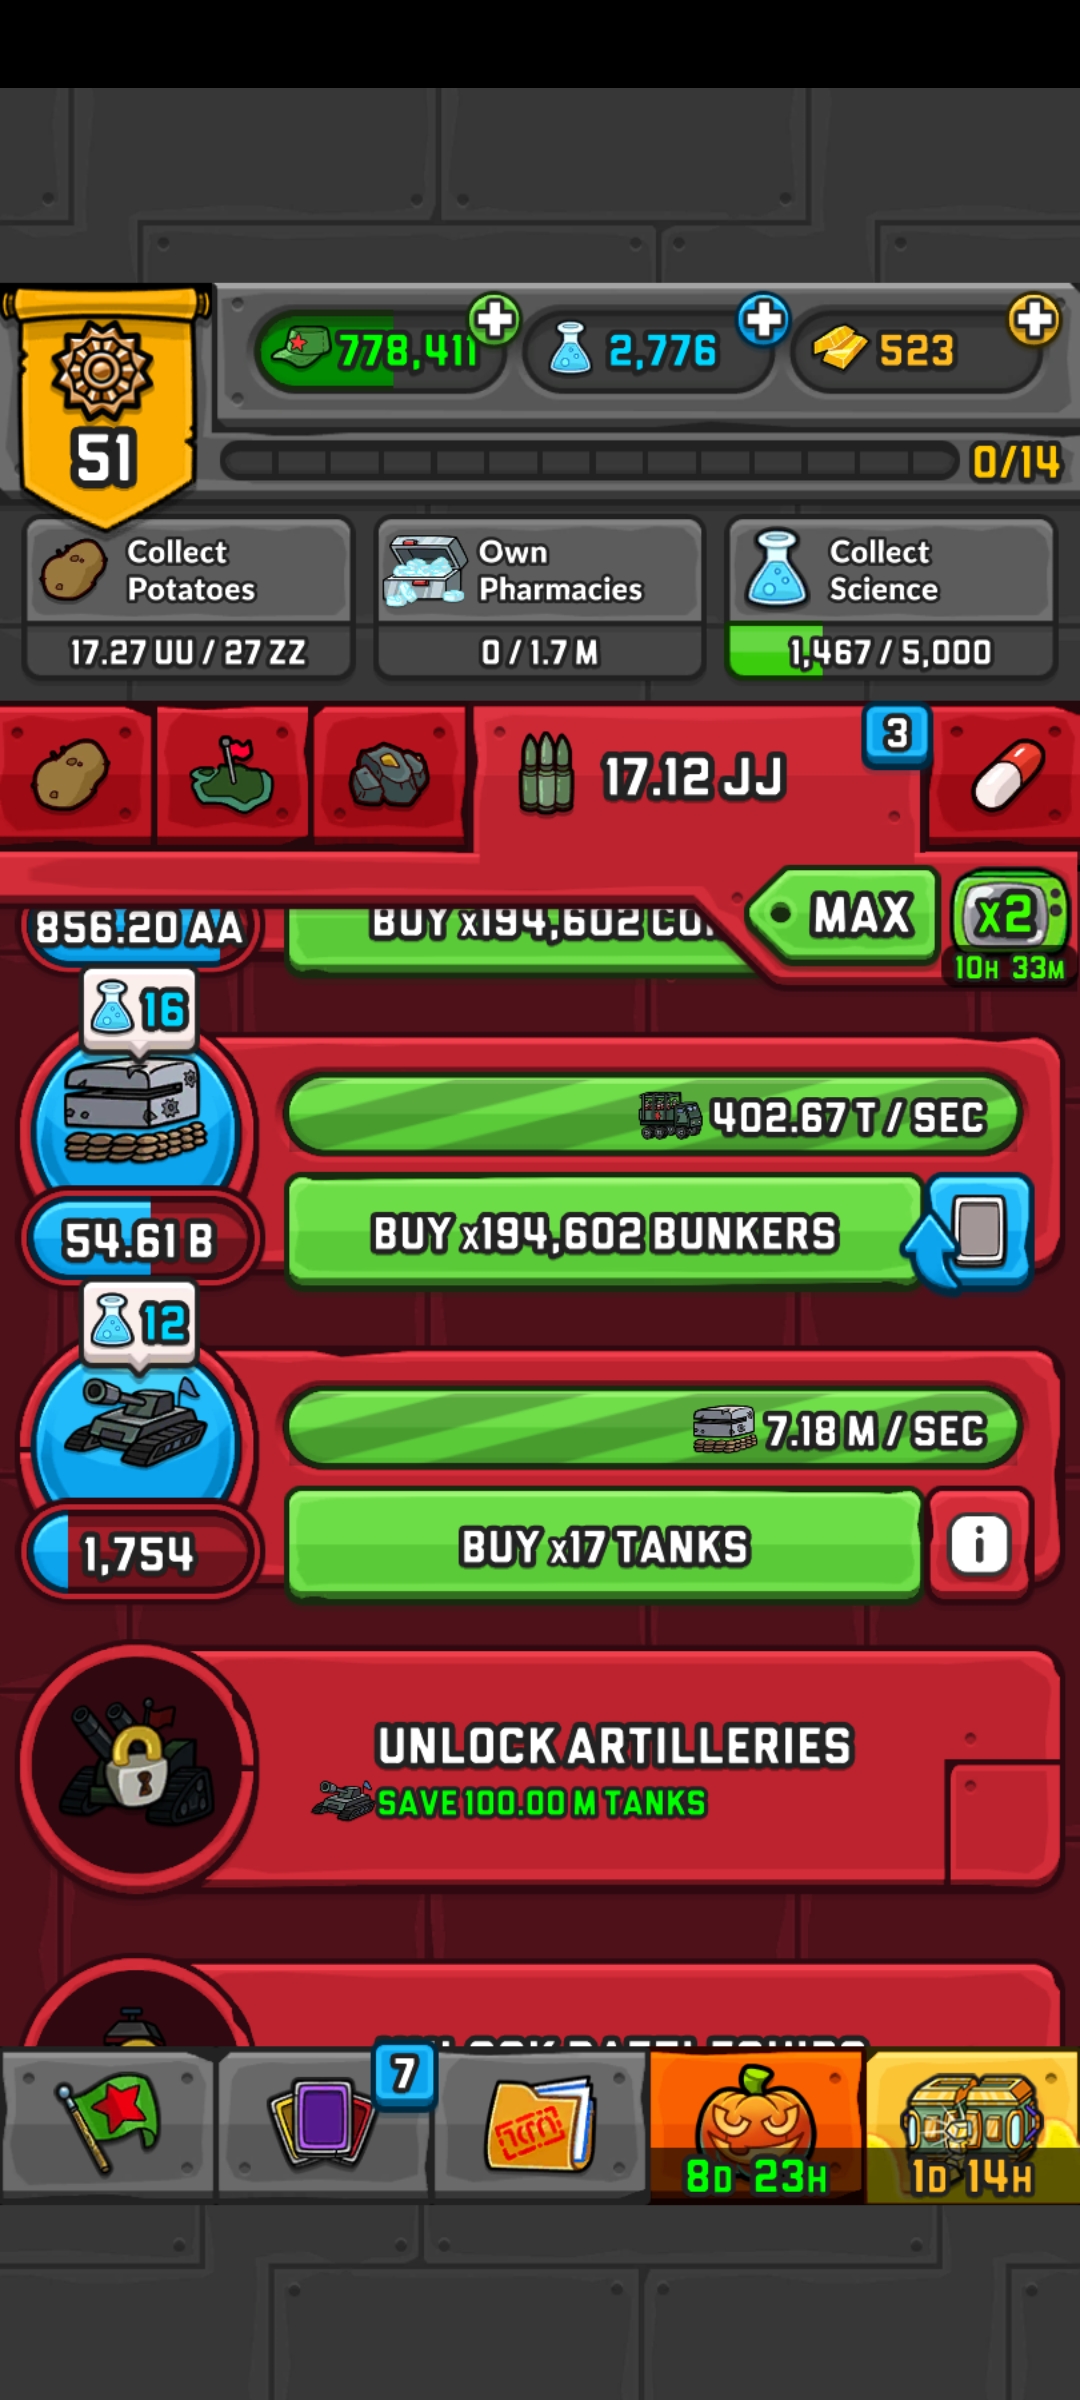 778,411
2,776
523
51
0/14
Collect
Potatoes
17.27 UU / 27 ZZ
Own
Pharmacies
0 / 1.7 M
Collect
Science
1,467 / 5,000
17.12 JJ
3
MAX
x2
10H 33M
856.20 AA
BUY x194,602
16
402.67 T / SEC
54.61 B
BUY x194,602 BUNKERS
12
7.18 M / SEC
1,754
BUY x17 TANKS
i
UNLOCK ARTILLERIES
SAVE 100.00 M TANKS
7
8D 23H
1D 14H